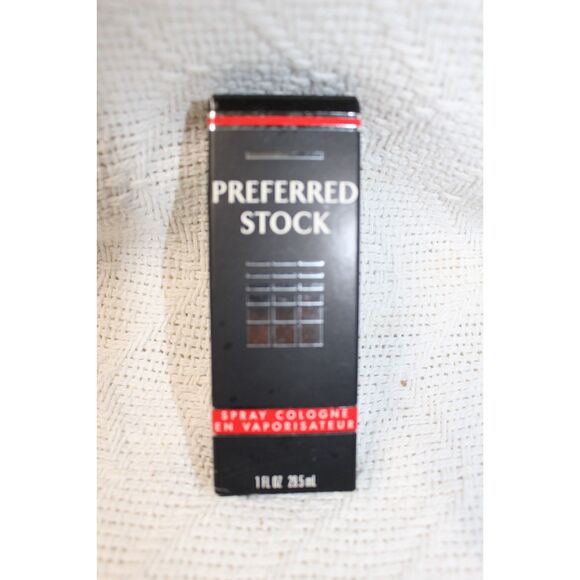 PREFERRED
STOCK
SPRAY COLOGNE
EN VAPORISATEUR
1 FL OZ 29.5 mL